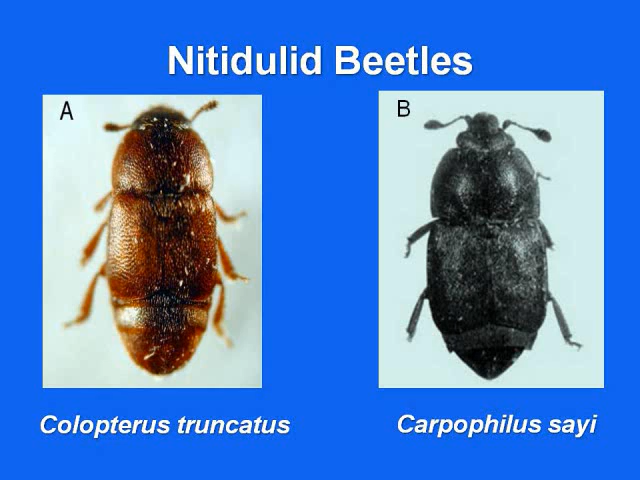 Nitidulid Beetles
A
B
Colopterus truncatus
Carpophilus sayi